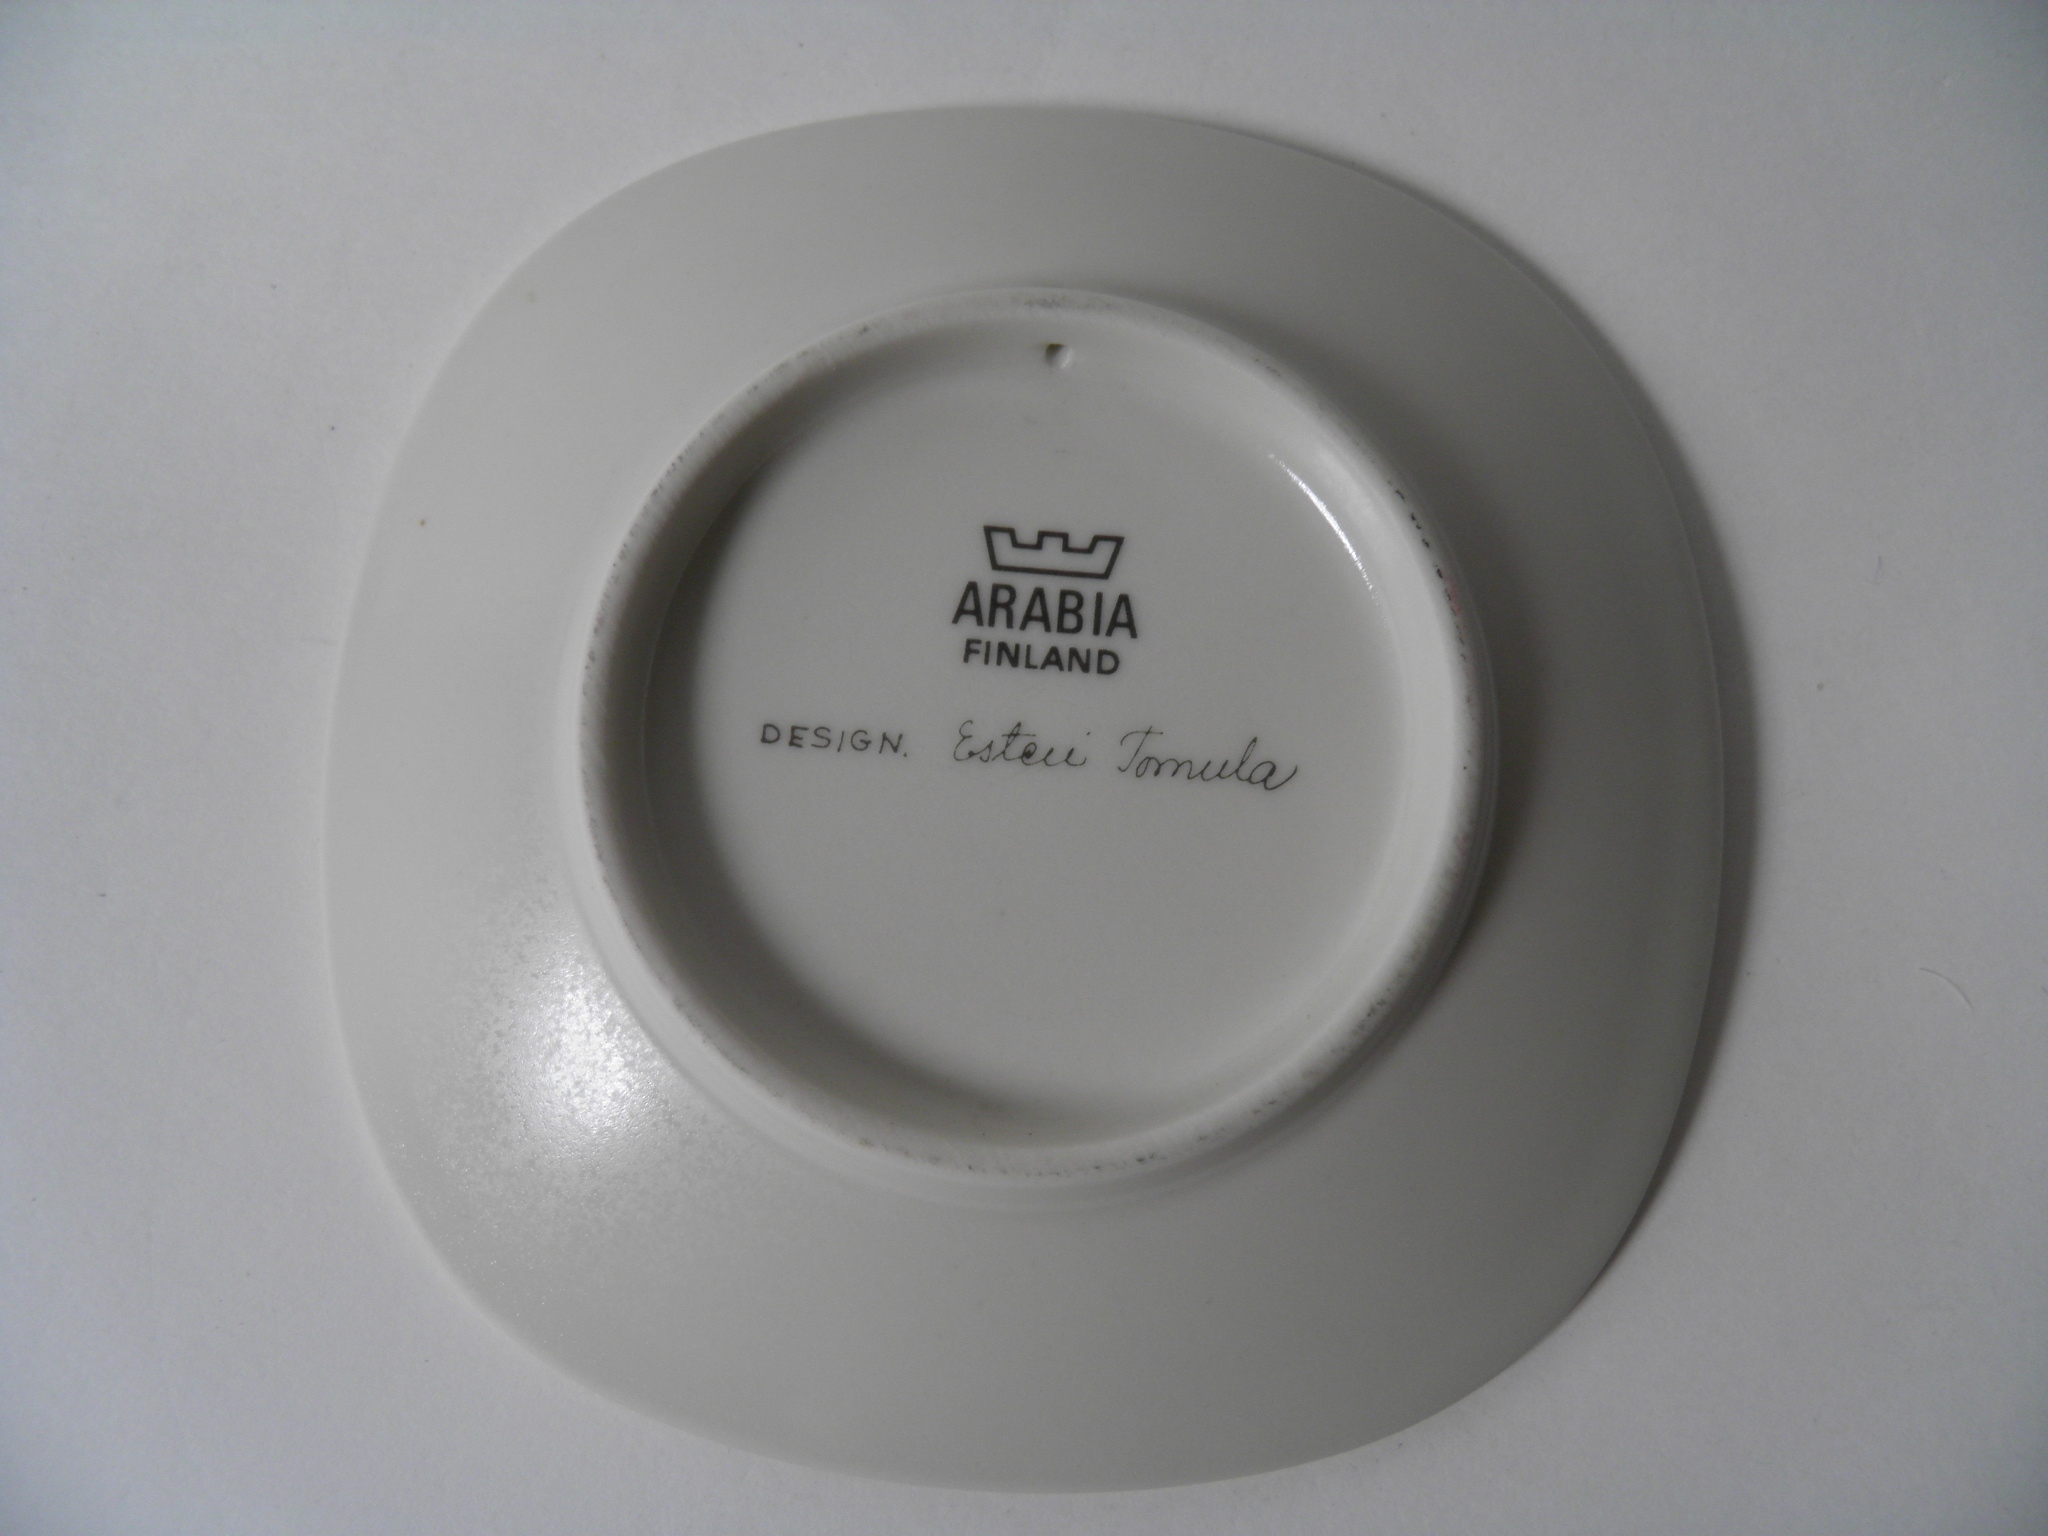 ARABIA
FINLAND
DESIGN. Esteri Tomula